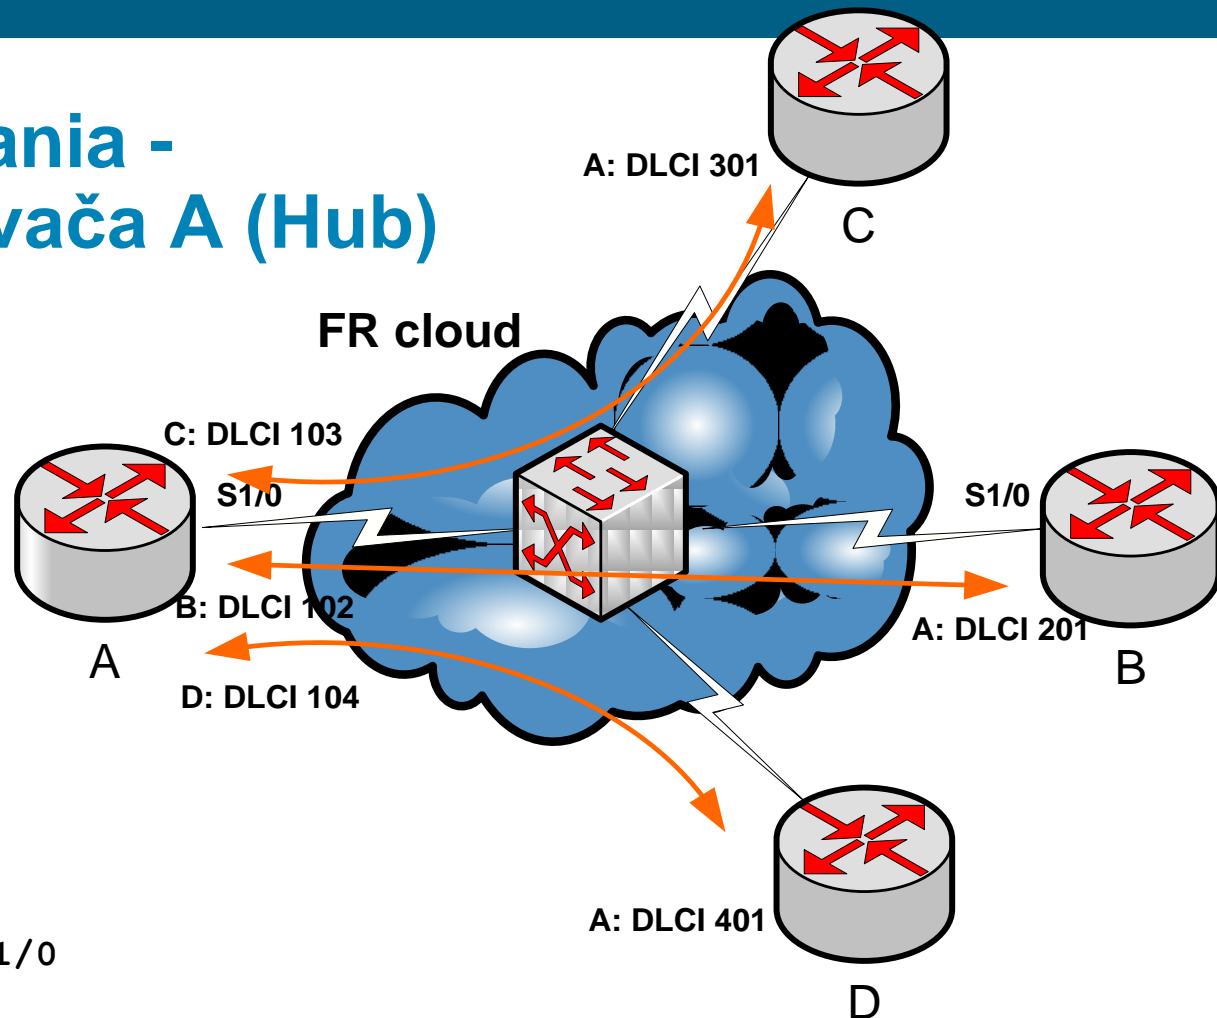 ania -
vača A (Hub)
A: DLCI 301
C
FR cloud
C: DLCI 103
S1/0
S1/0
B: DLCI 102
A: DLCI 201
A
B
D: DLCI 104
A: DLCI 401
1/0
D